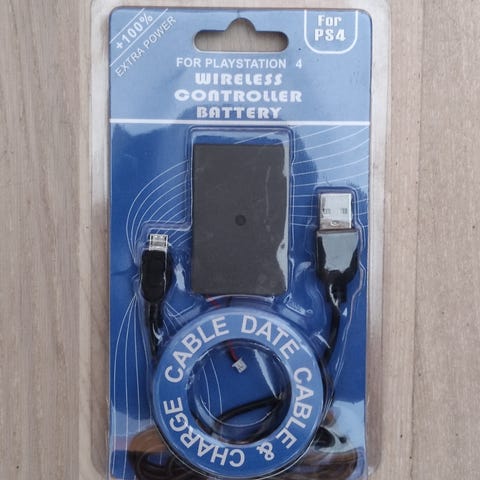 +100%
EXTRA POWER
For
PS4
FOR PLAYSTATION 4
WIRELESS
CONTROLLER
BATTERY
CABLE DATE CABLE & CHARGE